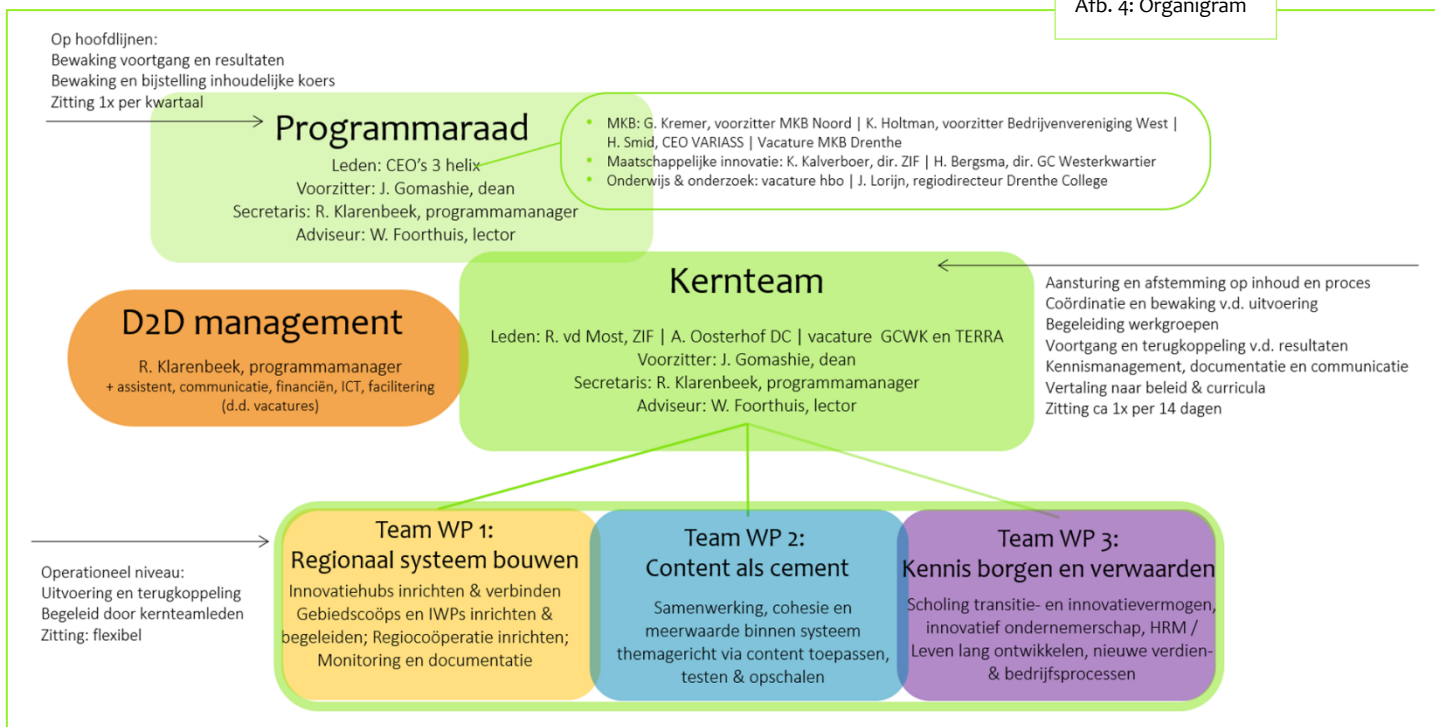 Afb. 4: Organigram
Op hoofdlijnen:
Bewaking voortgang en resultaten
Bewaking en bijstelling inhoudelijke koers
Zitting 1x per kwartaal
Programmaraad
Leden: CEO's 3 helix
Voorzitter: J. Gomashie, dean
Secretaris: R. Klarenbeek, programmamanager
Adviseur: W. Foorthuis, lector
• MKB: G. Kremer, voorzitter MKB Noord | K. Holtman, voorzitter Bedrijvenvereniging West |
H. Smid, CEO VARIASS | Vacature MKB Drenthe
• Maatschappelijke innovatie: K. Kalverboer, dir. ZIF | H. Bergsma, dir. GC Westerkwartier
• Onderwijs & onderzoek: vacature hbo | J. Lorijn, regiodirecteur Drenthe College
Kernteam
Leden: R. vd Most, ZIF | A. Oosterhof DC | vacature GCWK en TERRA
Voorzitter: J. Gomashie, dean
Secretaris: R. Klarenbeek, programmamanager
Adviseur: W. Foorthuis, lector
Aansturing en afstemming op inhoud en proces
Coördinatie en bewaking v.d. uitvoering
Begeleiding werkgroepen
Voortgang en terugkoppeling v.d. resultaten
Kennismanagement, documentatie en communicatie
Vertaling naar beleid & curricula
Zitting ca 1x per 14 dagen
D2D management
R. Klarenbeek, programmamanager
+ assistent, communicatie, financiën, ICT, facilitering
(d.d. vacatures)
Operationeel niveau:
Uitvoering en terugkoppeling
Begeleid door kernteamleden
Zitting: flexibel
Team WP 1:
Regionaal systeem bouwen
Innovatiehubs inrichten & verbinden
Gebiedscoöps en IWPs inrichten &
begeleiden; Regiocoöperatie inrichten;
Monitoring en documentatie
Team WP 2:
Content als cement
Samenwerking, cohesie en
meerwaarde binnen systeem
themagericht via content toepassen,
testen & opschalen
Team WP 3:
Kennis borgen en verwaarden
Scholing transitie- en innovatievermogen,
innovatief ondernemerschap, HRM /
Leven lang ontwikkelen, nieuwe verdien-
& bedrijfsprocessen